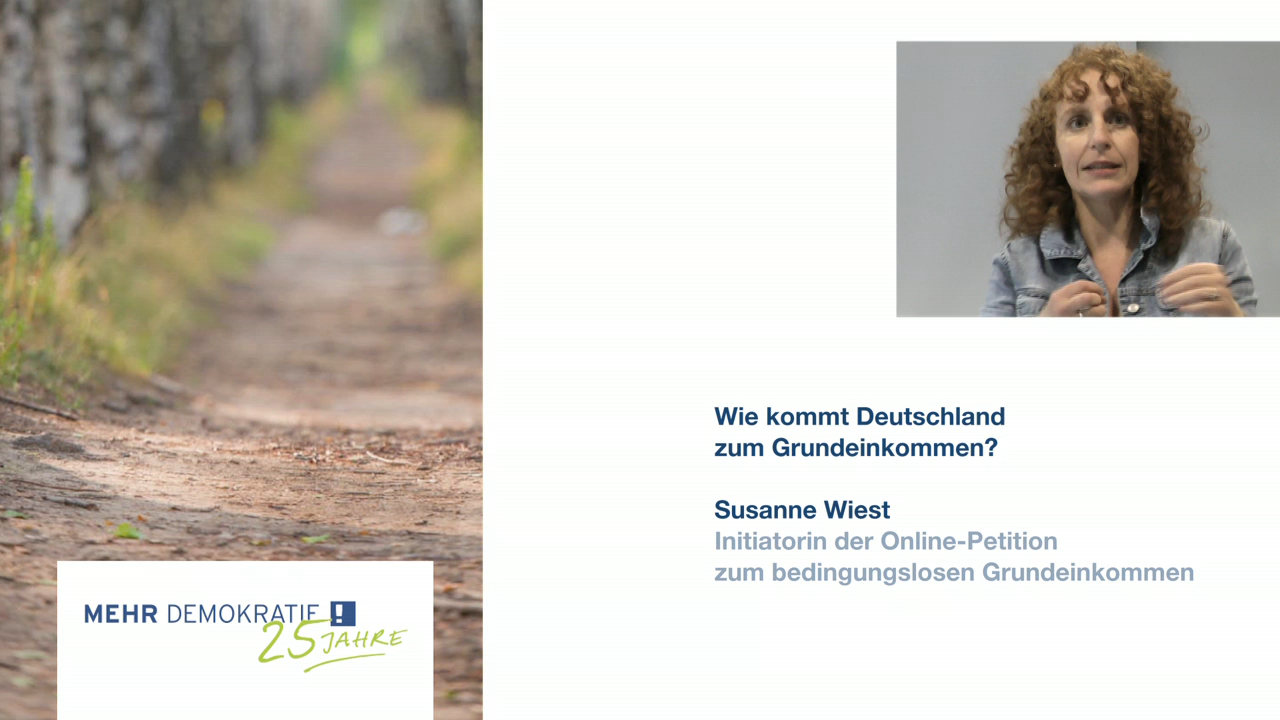 Wie kommt Deutschland
zum Grundeinkommen?
Susanne Wiest
Initiatorin der Online-Petition
zum bedingungslosen Grundeinkommen
MEHR DEMOKRATIE !
25 JAHRE